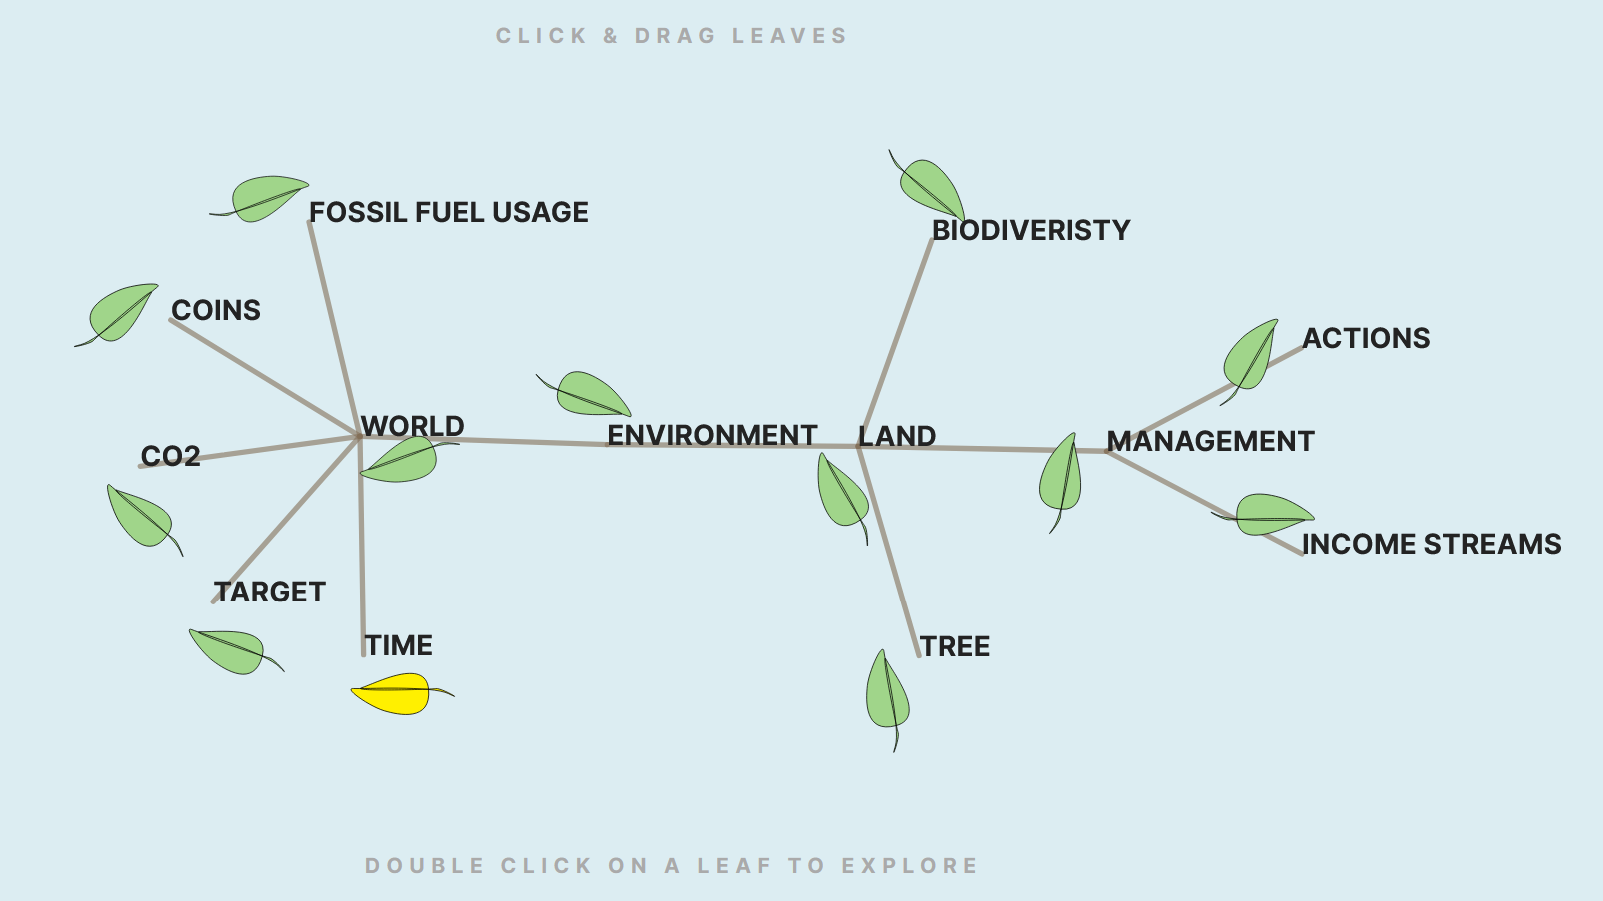 CLICK & DRAG LEAVES
FOSSIL FUEL USAGE
BIODIVERISTY
COINS
ACTIONS
WORLD
ENVIRONMENT
LAND
MANAGEMENT
CO2
INCOME STREAMS
TARGET
TIME
TREE
DOUBLE CLICK ON A LEAF TO EXPLORE